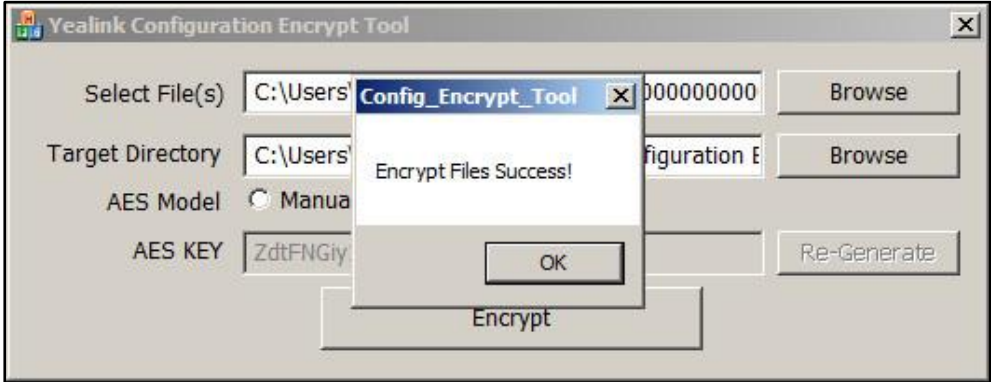 Yealink Configuration Encrypt Tool
Select File(s) C:\Users\ 000000000 Browse
Config_Encrypt_Tool
Target Directory C:\Users\ figuration E Browse
Encrypt Files Success!
AES Model Manua
AES KEY ZdtFNGiy Re-Generate
OK
Encrypt